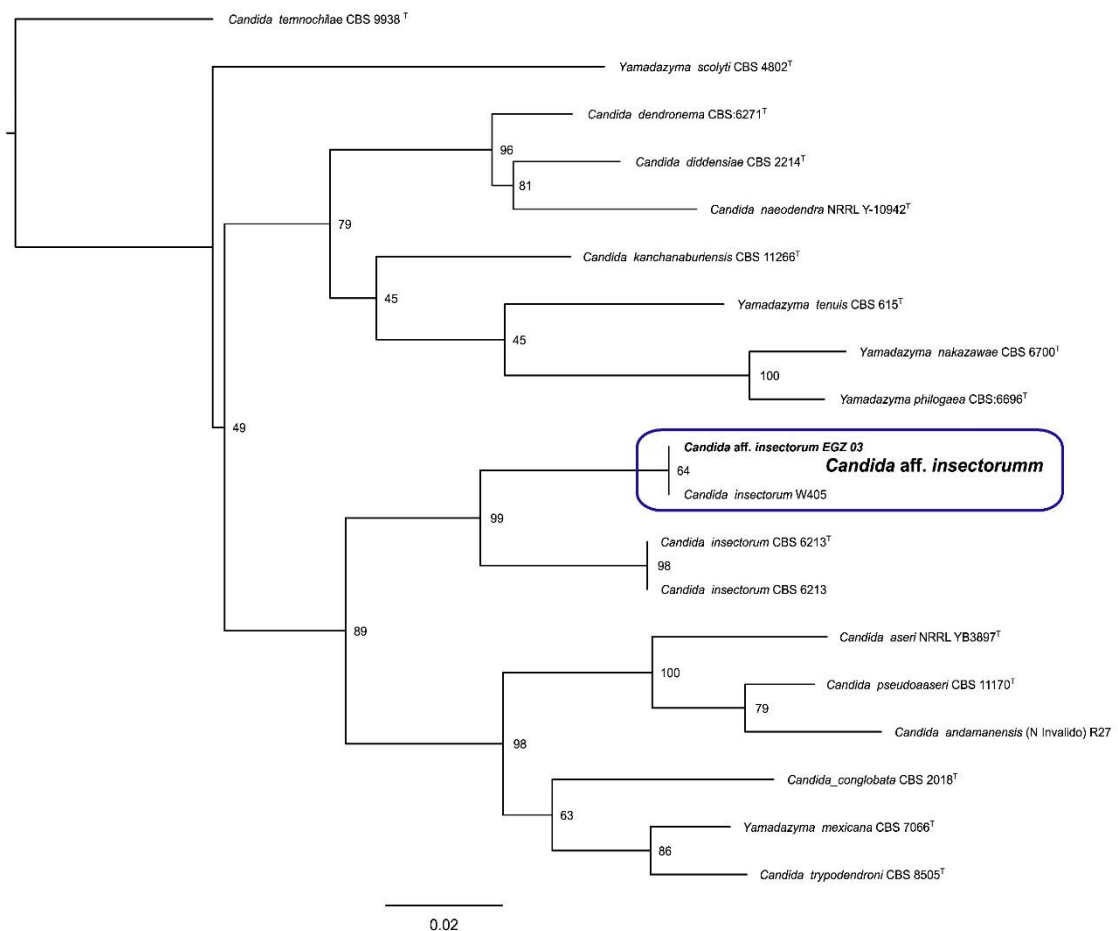 Candida temnochilae CBS 9938 T
Yamadazyma scolyti CBS 4802T
Candida dendronema CBS:6271T
96
Candida diddensiae CBS 2214T
81
Candida naeodendra NRRL Y-10942T
79
Candida kanchanaburiensis CBS 11266T
45
Yamadazyma tenuis CBS 615T
45
Yamadazyma nakazawae CBS 6700T
100
Yamadazyma philogaea CBS:6696T
49
Candida aff. insectorum EGZ 03
64
Candida aff. insectorumm
Candida insectorum W405
99
Candida insectorum CBS 6213T
98
Candida insectorum CBS 6213
89
Candida aseri NRRL YB3897T
100
Candida pseudoaaseri CBS 11170T
79
Candida andamanensis (N Invalido) R27
98
Candida_conglobata CBS 2018T
63
Yamadazyma mexicana CBS 7066T
86
Candida trypodendroni CBS 8505T
0.02